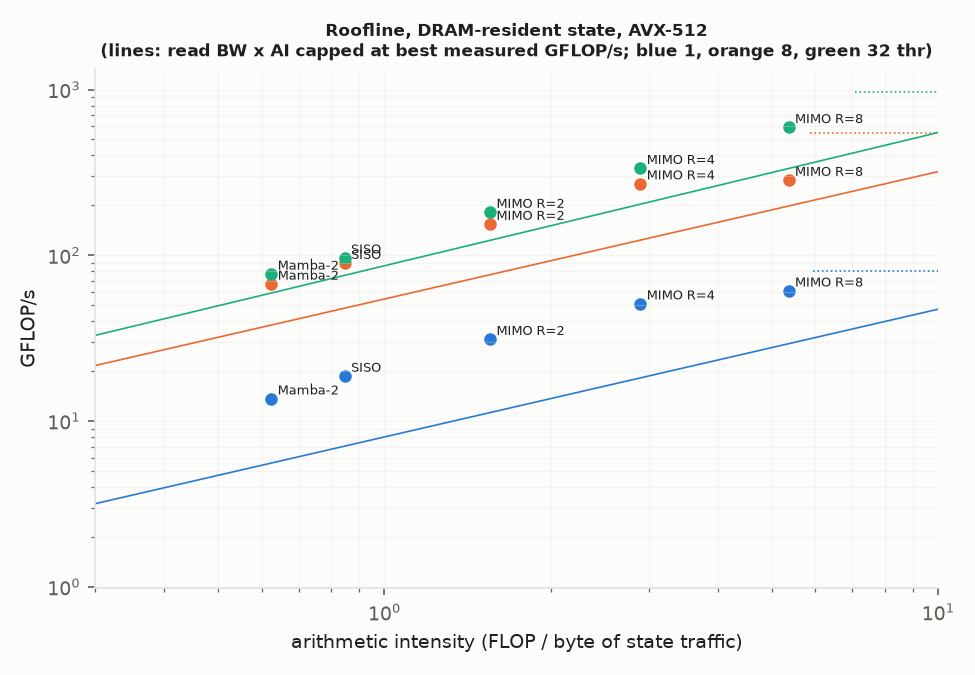 Roofline, DRAM-resident state, AVX-512
(lines: read BW x AI capped at best measured GFLOP/s; blue 1, orange 8, green 32 thr)
GFLOP/s
10³
10²
10¹
10⁰
MIMO R=8
MIMO R=4
MIMO R=4
MIMO R=8
MIMO R=2
MIMO R=2
SISO
SISO
Mamba-2
Mamba-2
MIMO R=8
MIMO R=4
MIMO R=2
SISO
Mamba-2
10⁰
10¹
arithmetic intensity (FLOP / byte of state traffic)